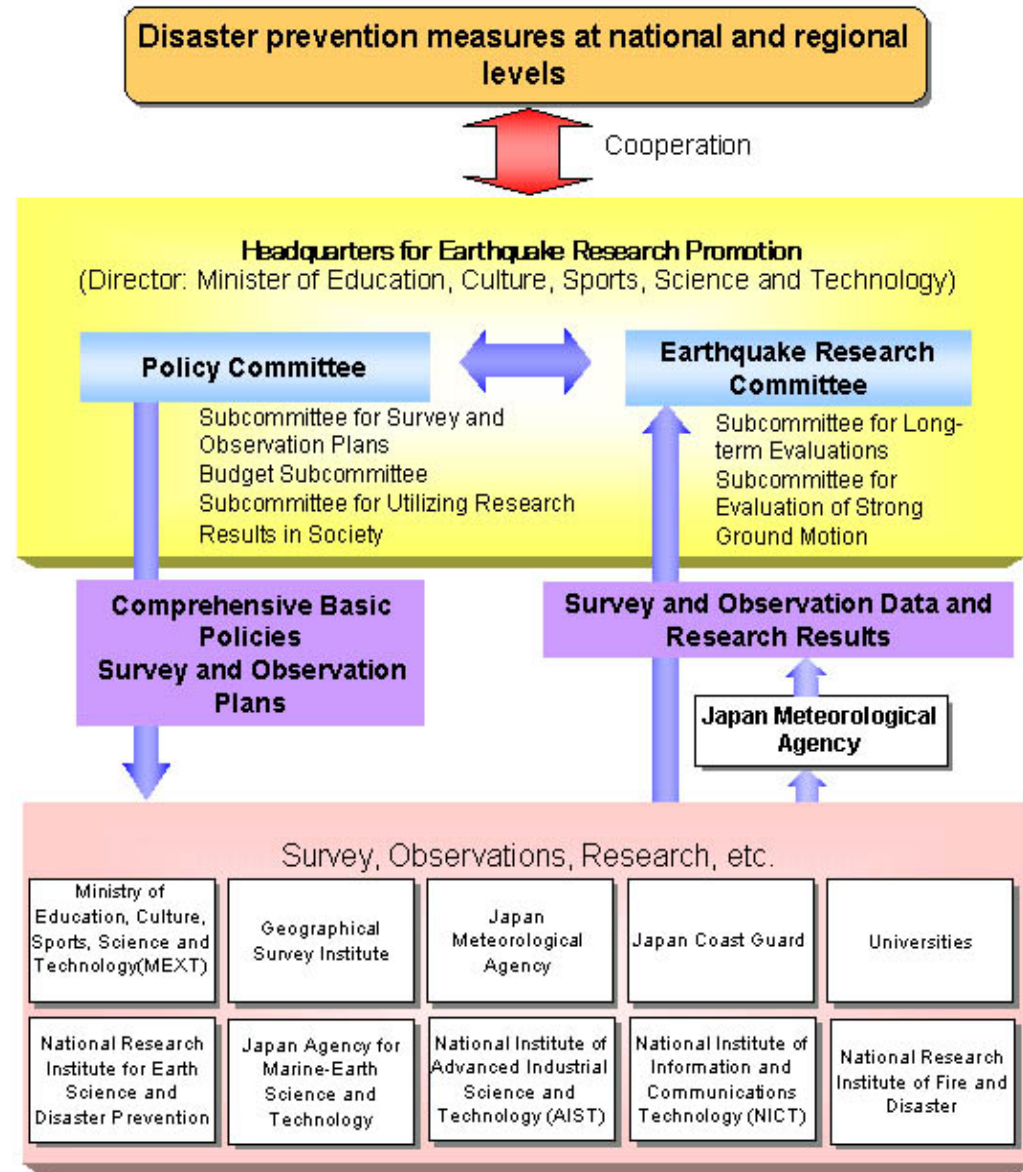 Disaster prevention measures at national and regional
levels
Cooperation
Headquarters for Earthquake Research Promotion
(Director: Minister of Education, Culture, Sports, Science and Technology)
Policy Committee
Subcommittee for Survey and
Observation Plans
Budget Subcommittee
Subcommittee for Utilizing Research
Results in Society
Earthquake Research
Committee
Subcommittee for Long-
term Evaluations
Subcommittee for
Evaluation of Strong
Ground Motion
Comprehensive Basic
Policies
Survey and Observation
Plans
Survey and Observation Data and
Research Results
Japan Meteorological
Agency
Survey, Observations, Research, etc.
Ministry of
Education, Culture,
Sports, Science and
Technology(MEXT)
Geographical
Survey Institute
Japan
Meteorological
Agency
Japan Coast Guard
Universities
National Research
Institute for Earth
Science and
Disaster Prevention
Japan Agency for
Marine-Earth
Science and
Technology
National Institute of
Advanced Industrial
Science and
Technology (AIST)
National Institute of
Information and
Communications
Technology (NICT)
National Research
Institute of Fire and
Disaster